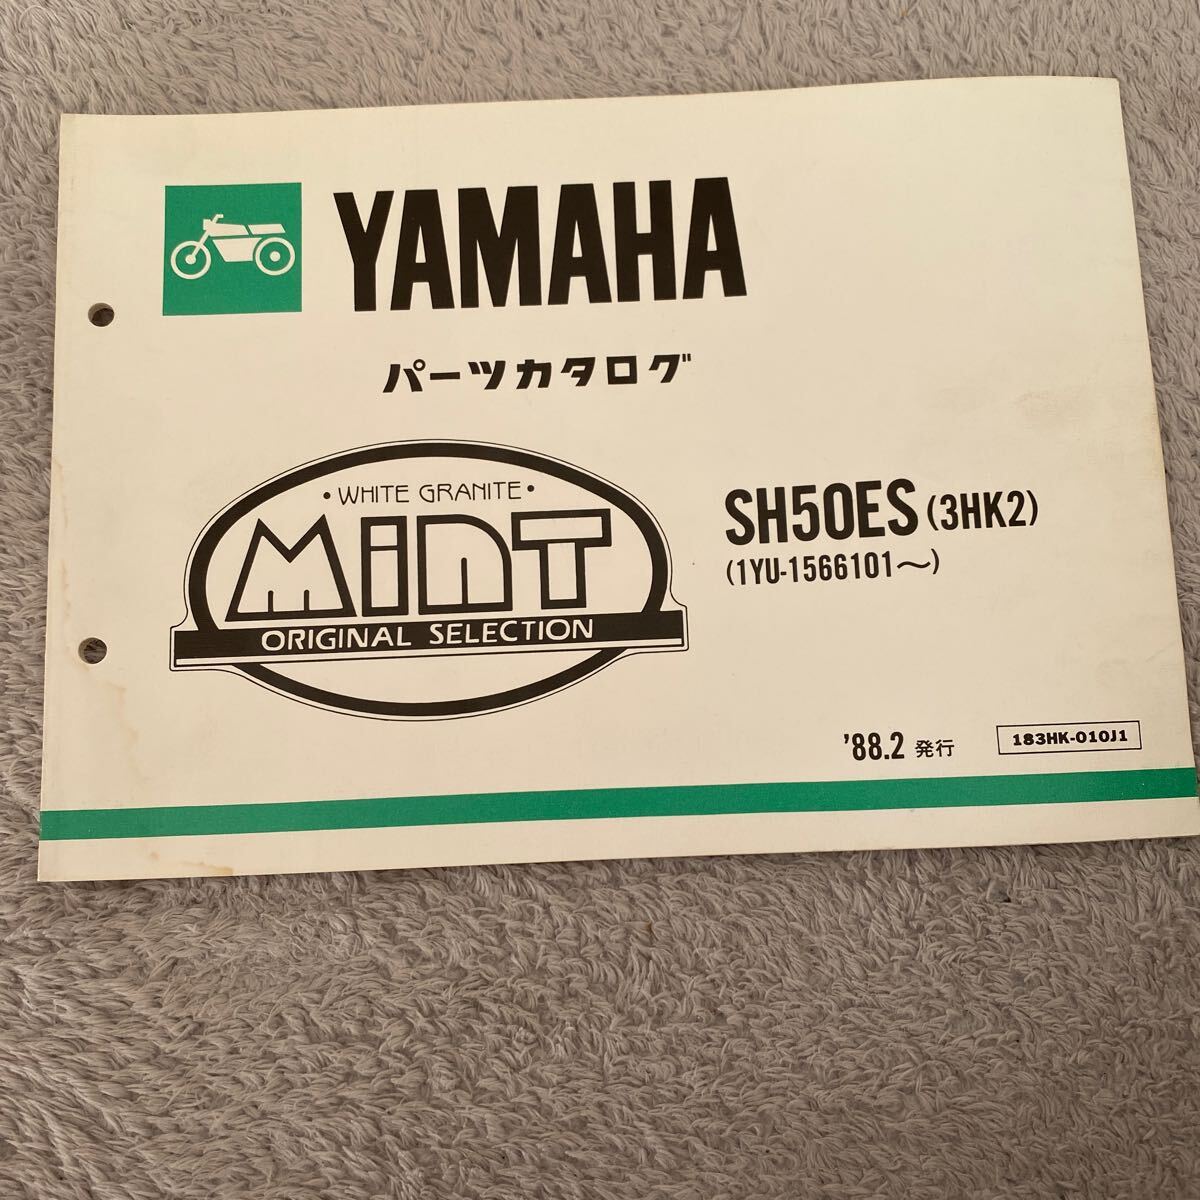 YAMAHA
パーツカタログ
・WHITE GRANITE・
MinT
ORIGINAL SELECTION
SH50ES (3HK2)
(1YU-1566101〜)
'88.2 発行
183HK-010J1